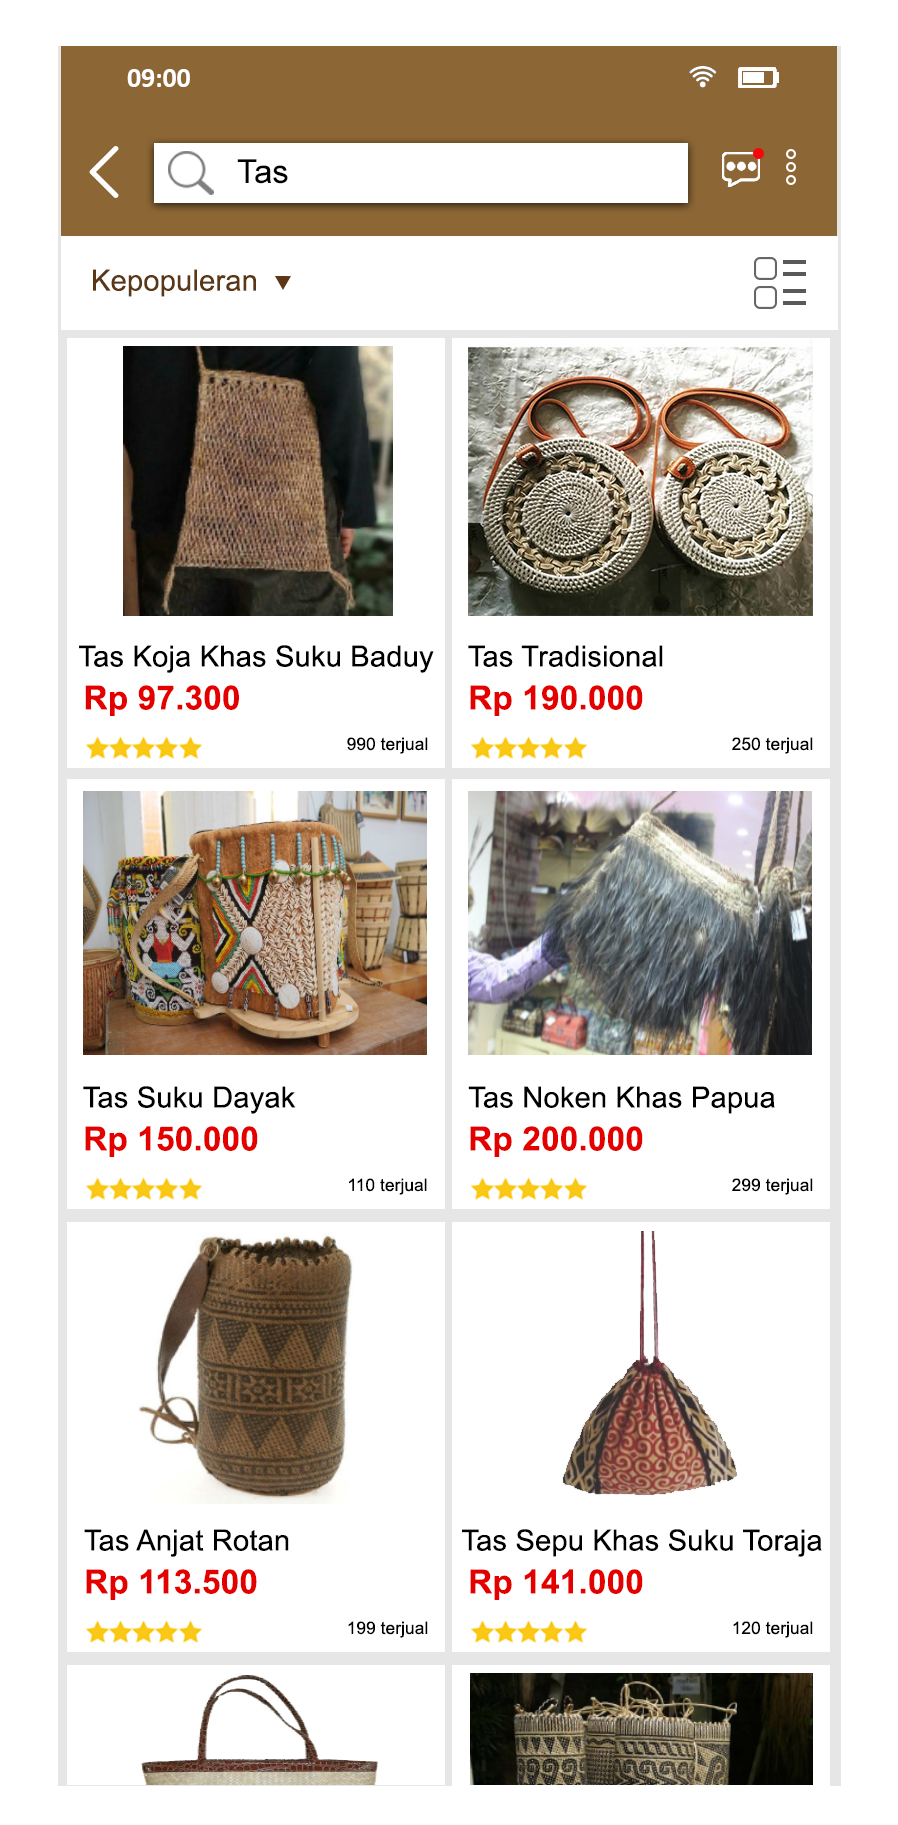 09:00
Tas
Kepopuleran ▼
Tas Koja Khas Suku Baduy
Rp 97.300
990 terjual
Tas Tradisional
Rp 190.000
250 terjual
Tas Suku Dayak
Rp 150.000
110 terjual
Tas Noken Khas Papua
Rp 200.000
299 terjual
Tas Anjat Rotan
Rp 113.500
199 terjual
Tas Sepu Khas Suku Toraja
Rp 141.000
120 terjual